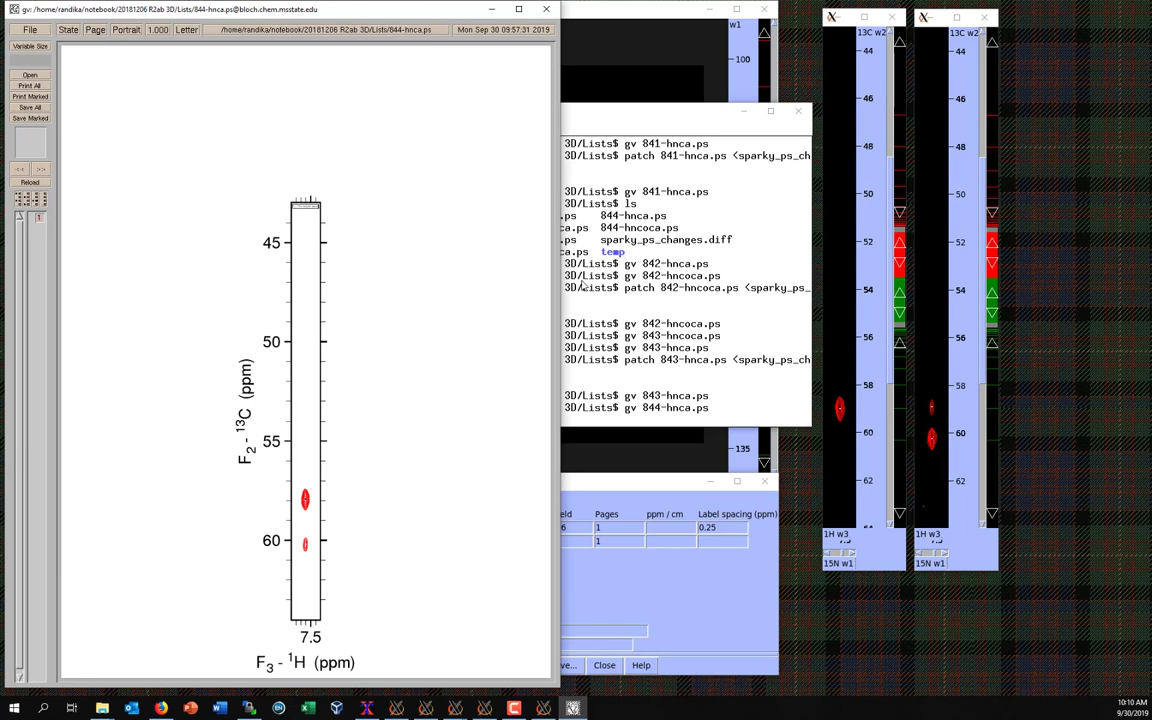 gv: /home/randika/notebook/20181206 R2ab 3D/Lists/844-hnca.ps@bloch.chem.msstate.edu
File
State
Page
Portrait
1.000
Letter
/home/randika/notebook/20181206 R2ab 3D/Lists/844-hnca.ps
Mon Sep 30 09:57:31 2019
Variable Size
Open
Print All
Print Marked
Save All
Save Marked
<<
>>
Reload
1
45
50
55
60
F2 - 13C (ppm)
7.5
F3 - 1H (ppm)
w1
100
135
3D/Lists$ gv 841-hnca.ps
3D/Lists$ patch 841-hnca.ps <sparky_ps_ch
3D/Lists$ gv 841-hnca.ps
3D/Lists$ ls
.ps 844-hnca.ps
ca.ps 844-hncoca.ps
.ps sparky_ps_changes.diff
ca.ps temp
3D/Lists$ gv 842-hnca.ps
3D/Lists$ gv 842-hncoca.ps
3D/Lists$ patch 842-hncoca.ps <sparky_ps_
3D/Lists$ gv 842-hncoca.ps
3D/Lists$ gv 843-hncoca.ps
3D/Lists$ gv 843-hnca.ps
3D/Lists$ patch 843-hnca.ps <sparky_ps_ch
3D/Lists$ gv 843-hnca.ps
3D/Lists$ gv 844-hnca.ps
eld
Pages
ppm / cm
Label spacing (ppm)
6
1
0.25
1
ve...
Close
Help
13C w2
44
46
48
50
52
54
56
58
60
62
1H w3
15N w1
13C w2
44
46
48
50
52
54
56
58
60
62
1H w3
15N w1
10:10 AM
9/30/2019